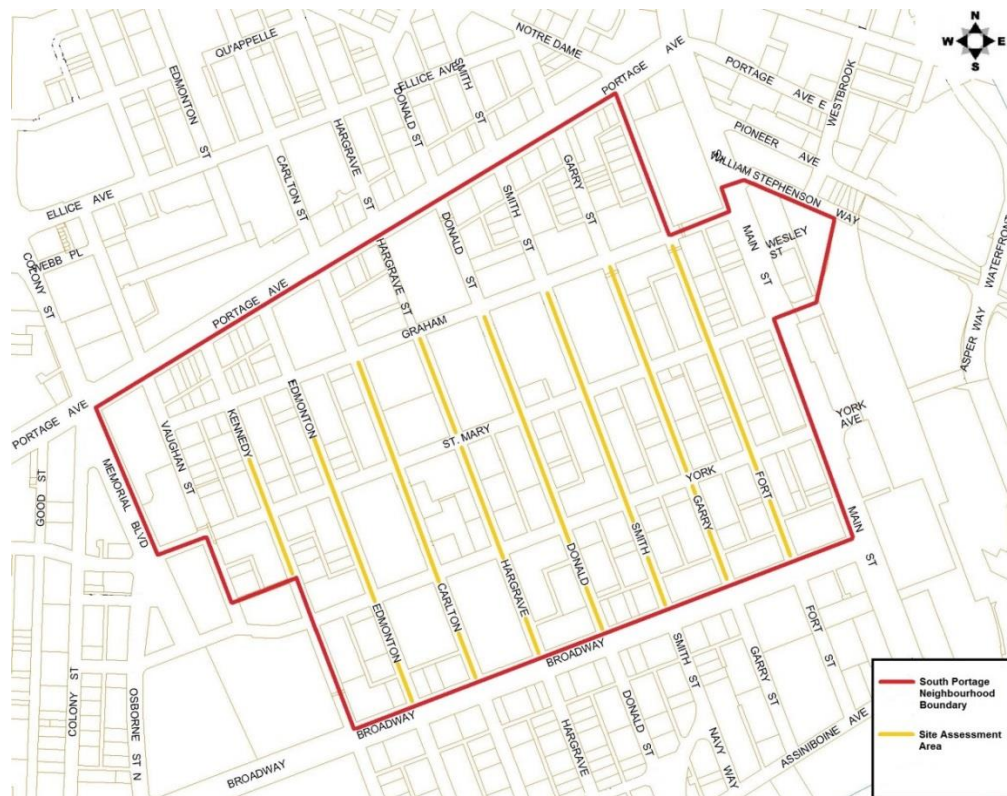 N
W E
S
QU'APPELLE
NOTRE DAME
PORTAGE AVE
EDMONTON ST
ELLICE AVE
SMITH ST
DONALD ST
PORTAGE AVE E
WESTBROOK
HARGRAVE ST
CARLTON ST
PIONEER AVE
WILLIAM STEPHENSON WAY
GARRY ST
SMITH ST
DONALD ST
ELLICE AVE
WEBB PL
COLONY ST
HARGRAVE ST
MAIN ST
WESLEY ST
WATERFRONT
PORTAGE AVE
GRAHAM
ASPER WAY
PORTAGE AVE
VAUGHAN ST
KENNEDY
EDMONTON
ST. MARY
YORK AVE
MEMORIAL BLVD
GOOD ST
YORK
FORT
GARRY
SMITH
MAIN ST
DONALD
HARGRAVE
CARLTON
EDMONTON
BROADWAY
BROADWAY
FORT ST
GARRY ST
SMITH ST
DONALD ST
HARGRAVE
NAVY WAY
ASSINIBOINE AVE
COLONY ST
OSBORNE ST N
BROADWAY
South Portage
Neighbourhood
Boundary
Site Assessment
Area